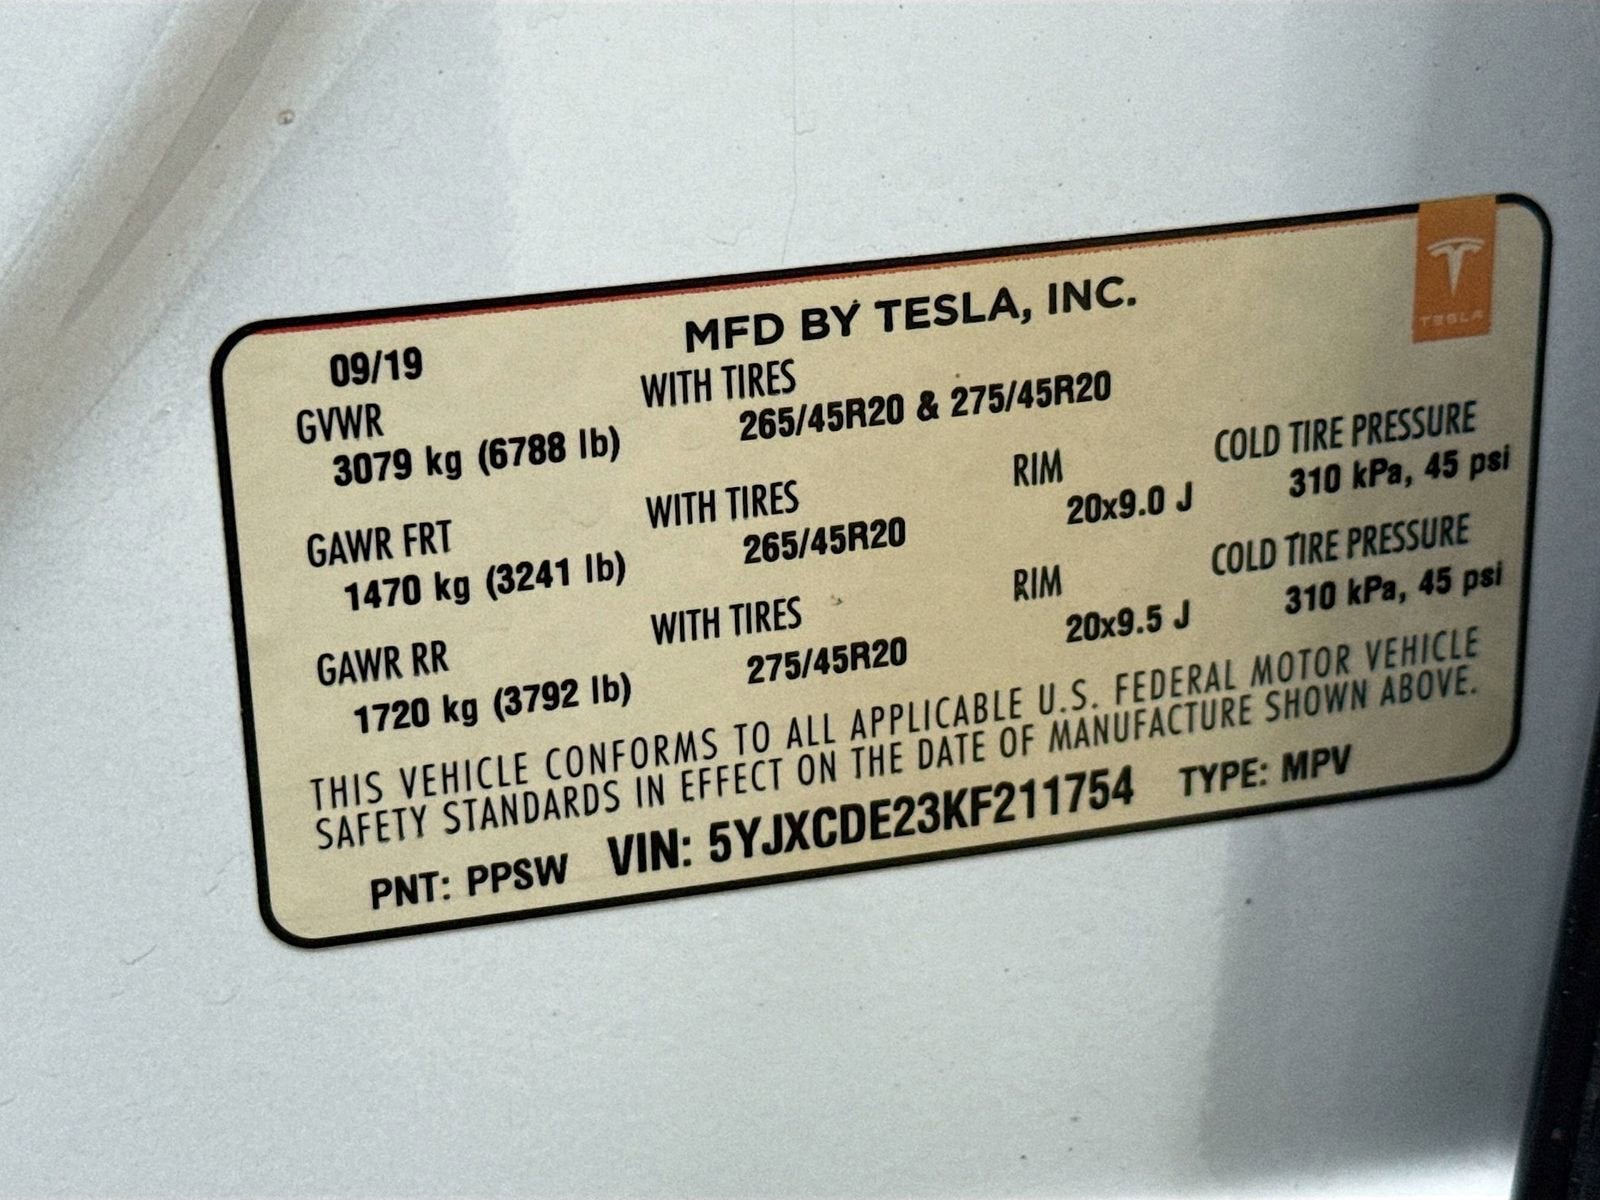 MFD BY TESLA, INC.
TESLA
09/19
GVWR WITH TIRES
3079 kg (6788 lb) 265/45R20 & 275/45R20
GAWR FRT WITH TIRES RIM COLD TIRE PRESSURE
1470 kg (3241 lb) 265/45R20 20x9.0 J 310 kPa, 45 psi
GAWR RR WITH TIRES RIM COLD TIRE PRESSURE
1720 kg (3792 lb) 275/45R20 20x9.5 J 310 kPa, 45 psi
THIS VEHICLE CONFORMS TO ALL APPLICABLE U.S. FEDERAL MOTOR VEHICLE
SAFETY STANDARDS IN EFFECT ON THE DATE OF MANUFACTURE SHOWN ABOVE.
PNT: PPSW VIN: 5YJXCDE23KF211754 TYPE: MPV